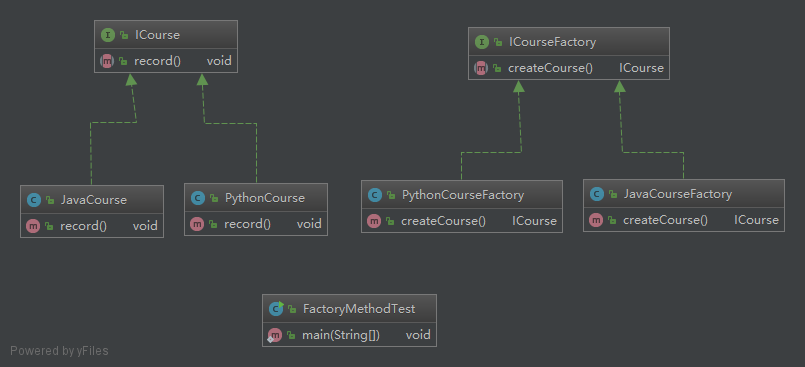 ICourse
record() void
ICourseFactory
createCourse() ICourse
JavaCourse
record() void
PythonCourse
record() void
PythonCourseFactory
createCourse() ICourse
JavaCourseFactory
createCourse() ICourse
FactoryMethodTest
main(String[]) void
Powered by yFiles